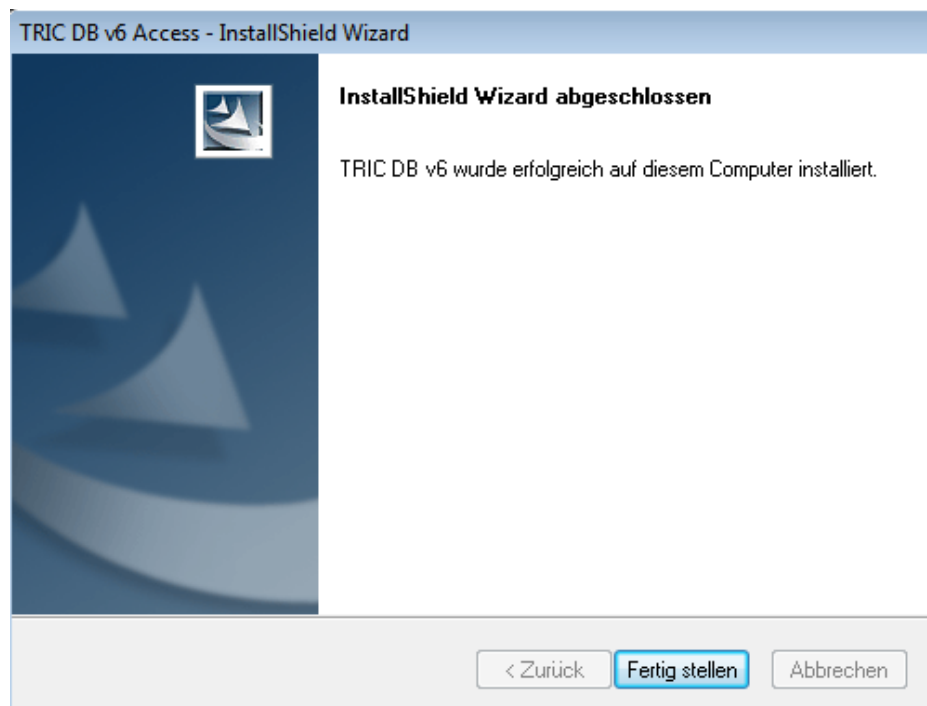 TRIC DB v6 Access - InstallShield Wizard
InstallShield Wizard abgeschlossen
TRIC DB v6 wurde erfolgreich auf diesem Computer installiert.
< Zurück
Fertig stellen
Abbrechen